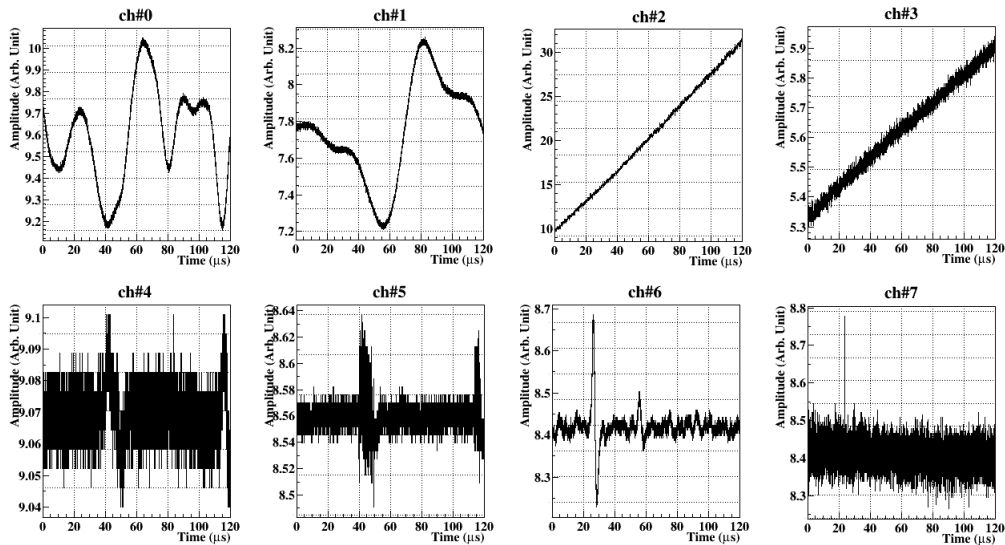 ch#0
Amplitude (Arb. Unit)
10
9.9
9.8
9.7
9.6
9.5
9.4
9.3
9.2
0 20 40 60 80 100 120
Time (μs)
ch#1
Amplitude (Arb. Unit)
8.2
8
7.8
7.6
7.4
7.2
0 20 40 60 80 100 120
Time (μs)
ch#2
Amplitude (Arb. Unit)
30
25
20
15
10
0 20 40 60 80 100 120
Time (μs)
ch#3
Amplitude (Arb. Unit)
5.9
5.8
5.7
5.6
5.5
5.4
5.3
0 20 40 60 80 100 120
Time (μs)
ch#4
Amplitude (Arb. Unit)
9.1
9.09
9.08
9.07
9.06
9.05
9.04
0 20 40 60 80 100 120
Time (μs)
ch#5
Amplitude (Arb. Unit)
8.64
8.62
8.6
8.58
8.56
8.54
8.52
8.5
0 20 40 60 80 100 120
Time (μs)
ch#6
Amplitude (Arb. Unit)
8.7
8.6
8.5
8.4
8.3
0 20 40 60 80 100 120
Time (μs)
ch#7
Amplitude (Arb. Unit)
8.8
8.7
8.6
8.5
8.4
8.3
0 20 40 60 80 100 120
Time (μs)